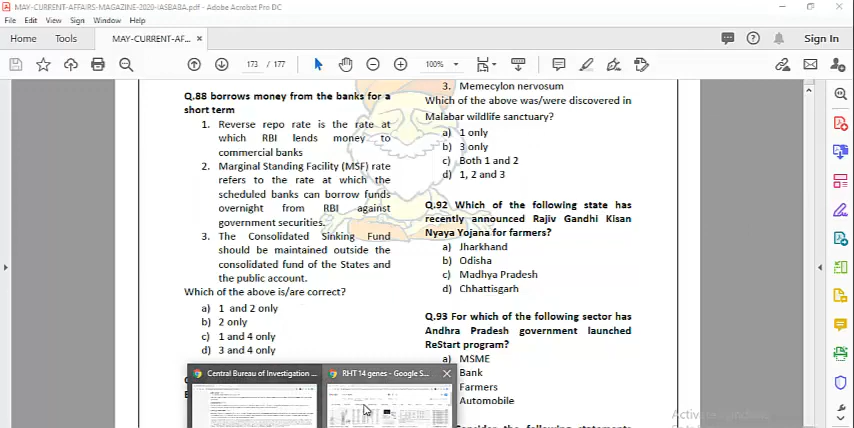 MAY-CURRENT-AFFAIRS-MAGAZINE-2020-IASBABA.pdf - Adobe Acrobat Pro DC
File Edit View Sign Window Help
Home Tools MAY-CURRENT-AF... × Sign In
173 / 177 100%
Q.88 borrows money from the banks for a
short term
1. Reverse repo rate is the rate at
which RBI lends money to
commercial banks
2. Marginal Standing Facility (MSF) rate
refers to the rate at which the
scheduled banks can borrow funds
overnight from RBI against
government securities.
3. The Consolidated Sinking Fund
should be maintained outside the
consolidated fund of the States and
the public account.
Which of the above is/are correct?
a) 1 and 2 only
b) 2 only
c) 1 and 4 only
d) 3 and 4 only
Central Bureau of Investigation ...
RHT 14 genes - Google S...
3. Memecylon nervosum
Which of the above was/were discovered in
Malabar wildlife sanctuary?
a) 1 only
b) 3 only
c) Both 1 and 2
d) 1, 2 and 3
Q.92 Which of the following state has
recently announced Rajiv Gandhi Kisan
Nyaya Yojana for farmers?
a) Jharkhand
b) Odisha
c) Madhya Pradesh
d) Chhattisgarh
Q.93 For which of the following sector has
Andhra Pradesh government launched
ReStart program?
a) MSME
Bank
Farmers
Automobile
Activate Windows